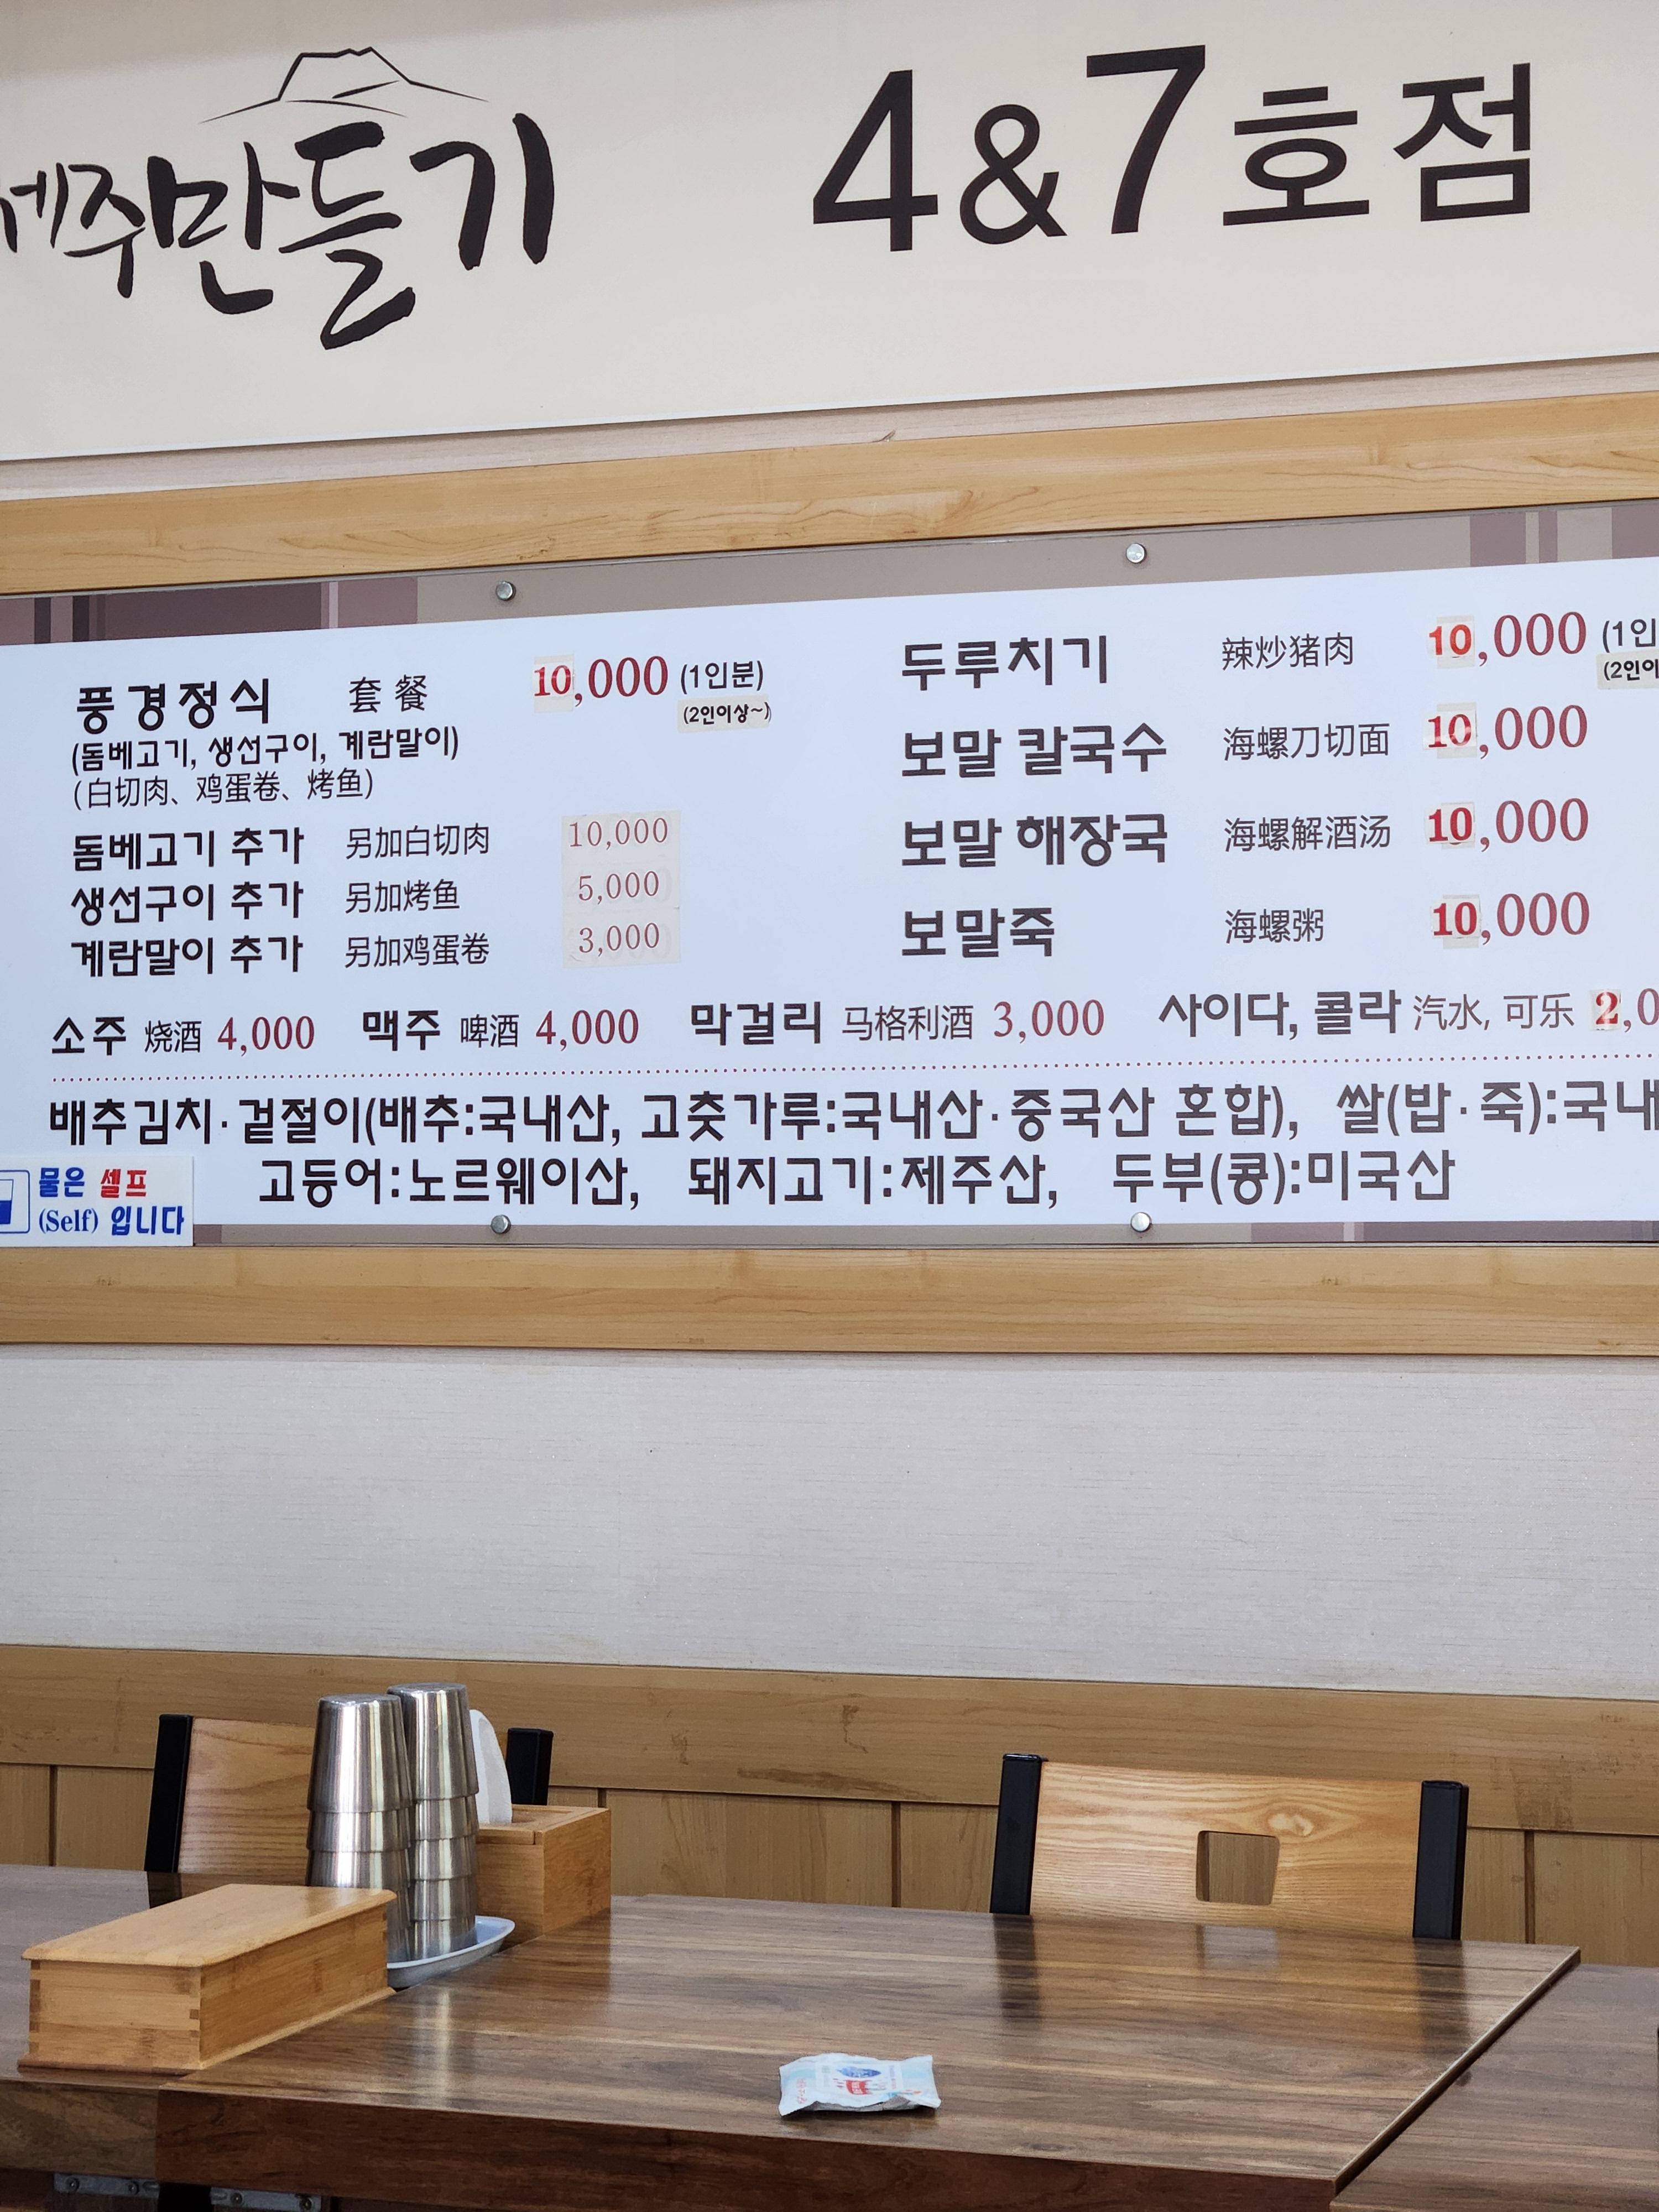 제주만들기
4&7호점
풍경정식 套餐 10,000 (1인분)
(2인이상~)
(돔베고기, 생선구이, 계란말이)
(白切肉、鸡蛋卷、烤鱼)
돔베고기 추가 另加白切肉 10,000
생선구이 추가 另加烤鱼 5,000
계란말이 추가 另加鸡蛋卷 3,000
두루치기 辣炒猪肉 10,000 (1인
(2인이
보말 칼국수 海螺刀切面 10,000
보말 해장국 海螺解酒汤 10,000
보말죽 海螺粥 10,000
소주 烧酒 4,000 맥주 啤酒 4,000 막걸리 马格利酒 3,000 사이다, 콜라 汽水, 可乐 2,0
배추김치·겉절이(배추:국내산, 고춧가루:국내산·중국산 혼합), 쌀(밥·죽):국내
고등어:노르웨이산, 돼지고기:제주산, 두부(콩):미국산
물은 셀프
(Self) 입니다